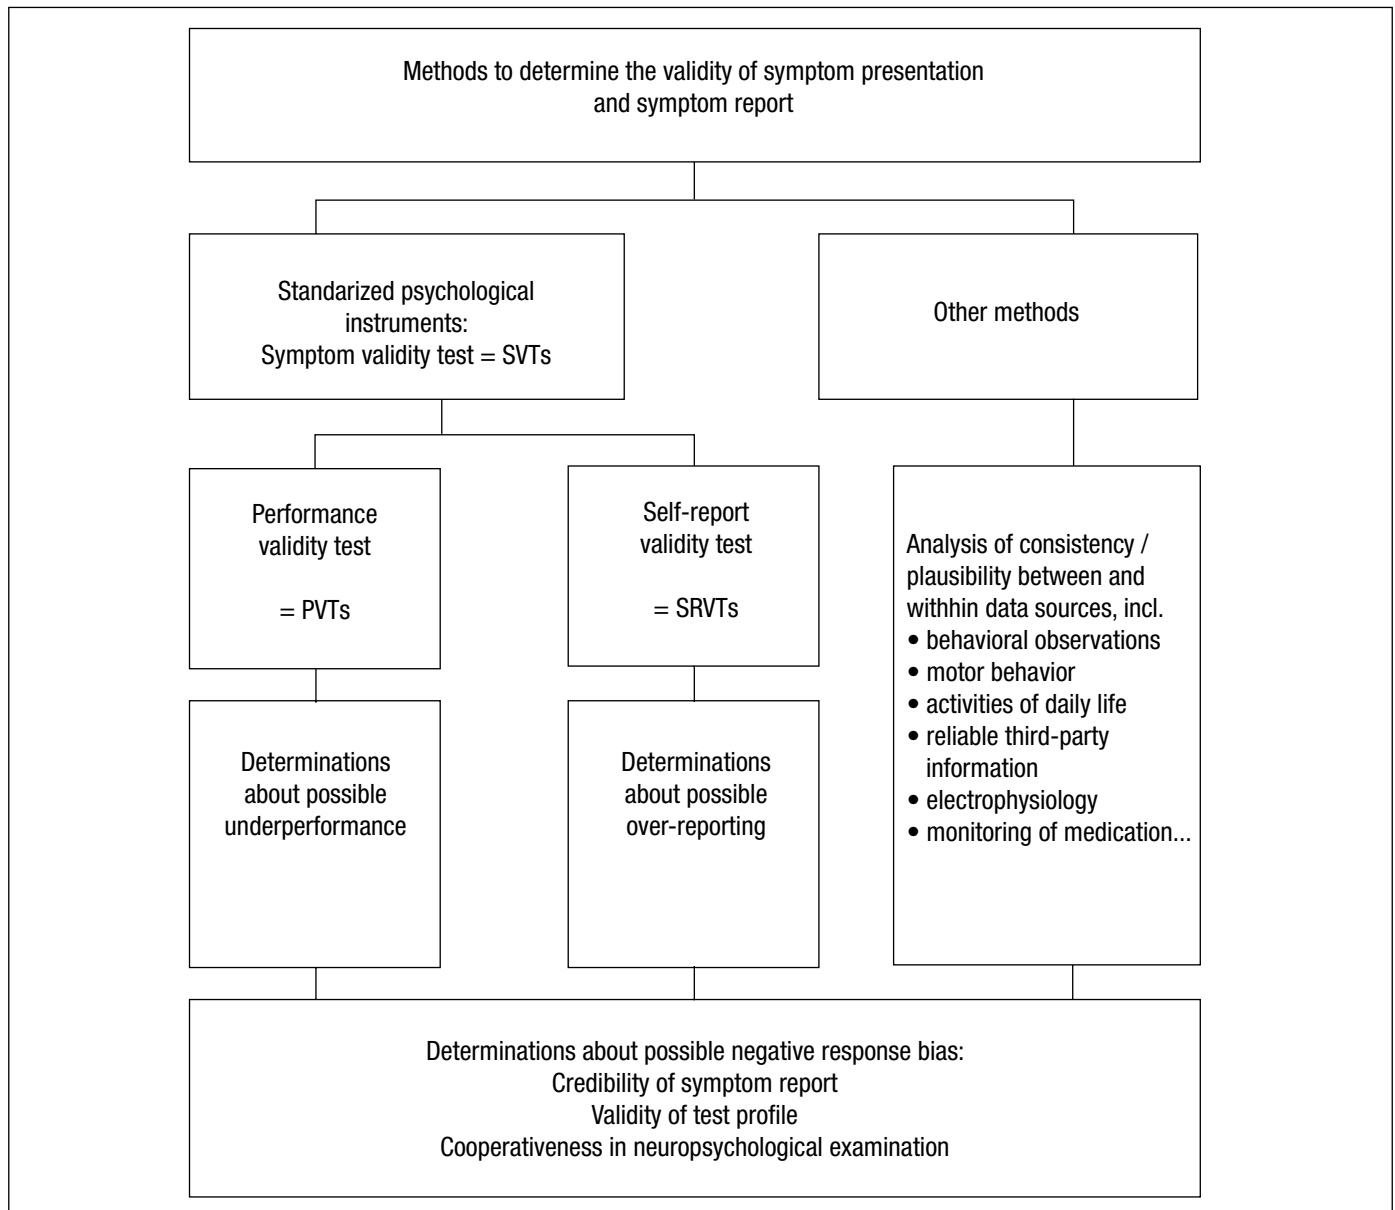 Methods to determine the validity of symptom presentation
and symptom report
Standarized psychological
instruments:
Symptom validity test = SVTs
Other methods
Performance
validity test
= PVTs
Self-report
validity test
= SRVTs
Analysis of consistency /
plausibility between and
withhin data sources, incl.
• behavioral observations
• motor behavior
• activities of daily life
• reliable third-party
information
• electrophysiology
• monitoring of medication...
Determinations
about possible
underperformance
Determinations
about possible
over-reporting
Determinations about possible negative response bias:
Credibility of symptom report
Validity of test profile
Cooperativeness in neuropsychological examination